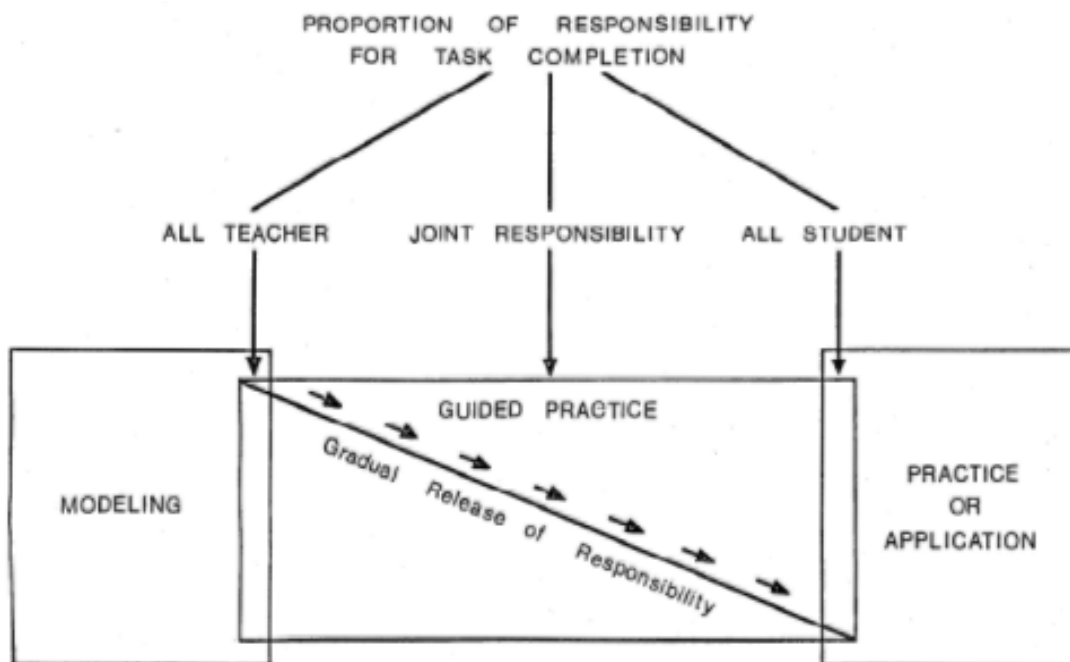 PROPORTION OF RESPONSIBILITY
FOR TASK COMPLETION
ALL TEACHER
JOINT RESPONSIBILITY
ALL STUDENT
GUIDED PRACTICE
Gradual Release of Responsibility
MODELING
PRACTICE
OR
APPLICATION